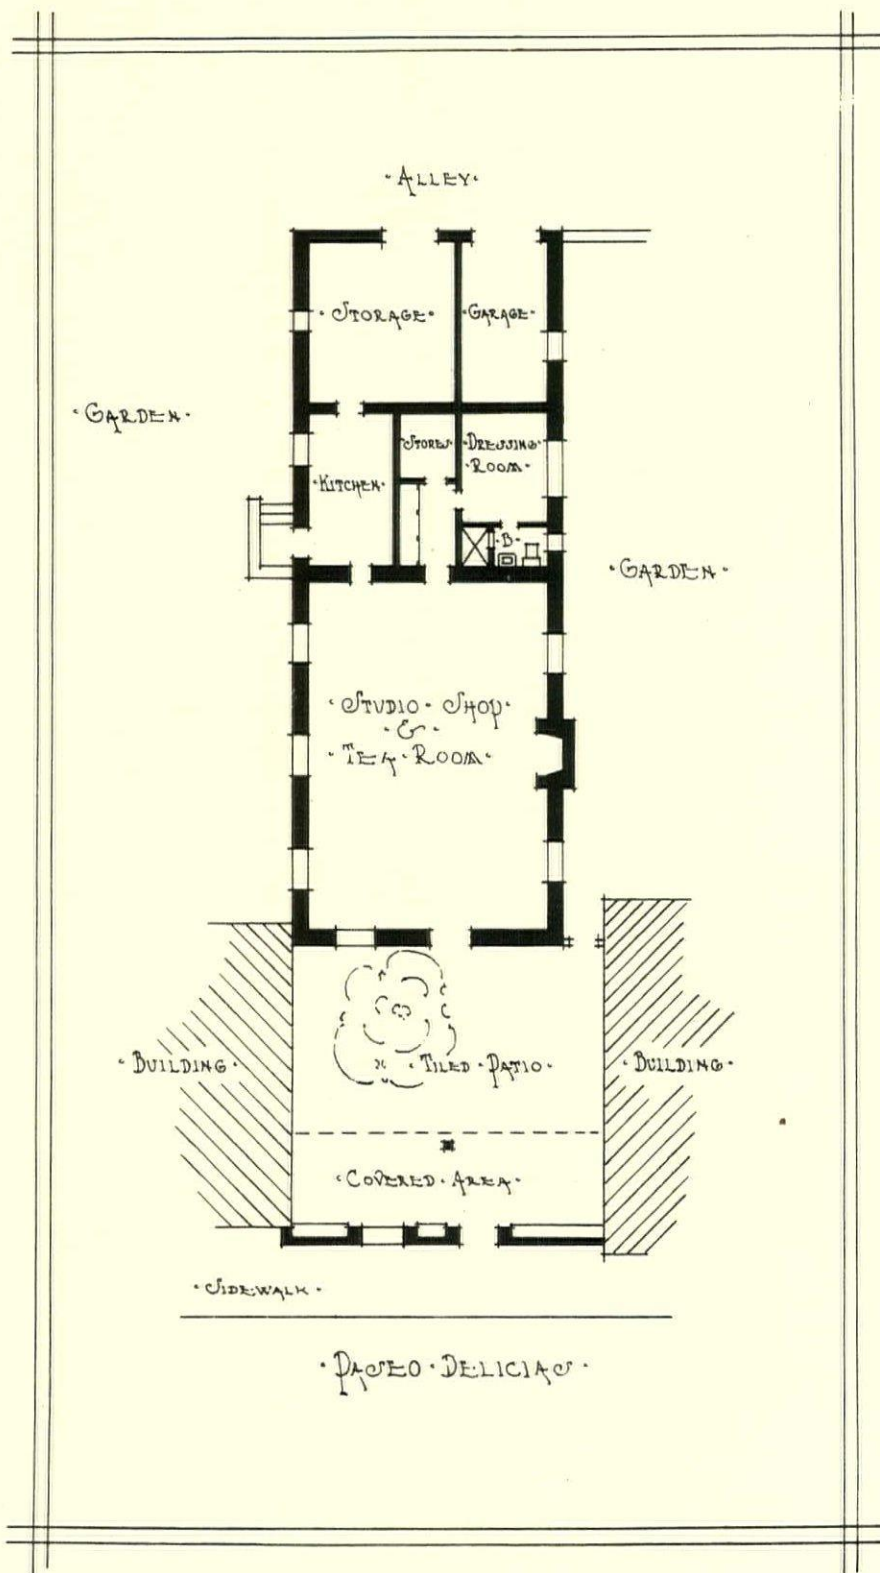 ·ALLEY·
·STORAGE·
·GARAGE·
·GARDEN·
·STORES·
·DRESSING·
·ROOM·
·KITCHEN·
·B·
·GARDEN·
·STUDIO·SHOP·
·&·
·TEA·ROOM·
·BUILDING·
·TILED·PATIO·
·BUILDING·
·COVERED·AREA·
·SIDEWALK·
·PASEO·DELICIAS·